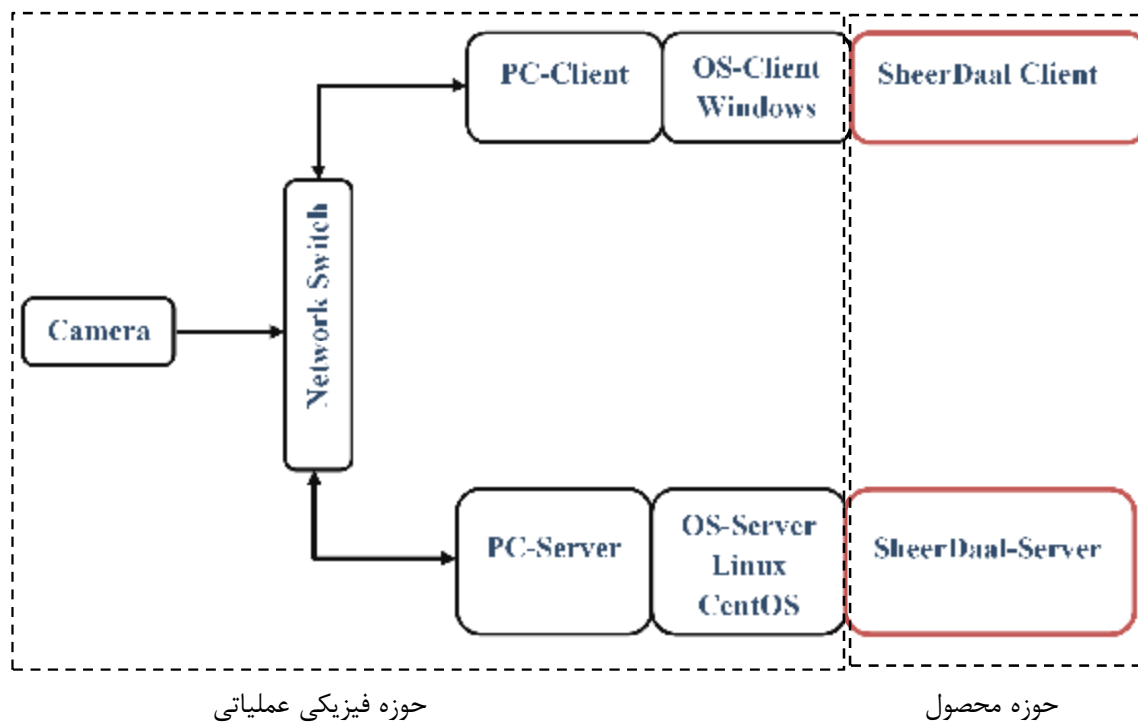 PC-Client
OS-Client
Windows
SheerDaal Client
Network Switch
Camera
PC-Server
OS-Server
Linux
CentOS
SheerDaal-Server
حوزه فیزیکی عملیاتی
حوزه محصول